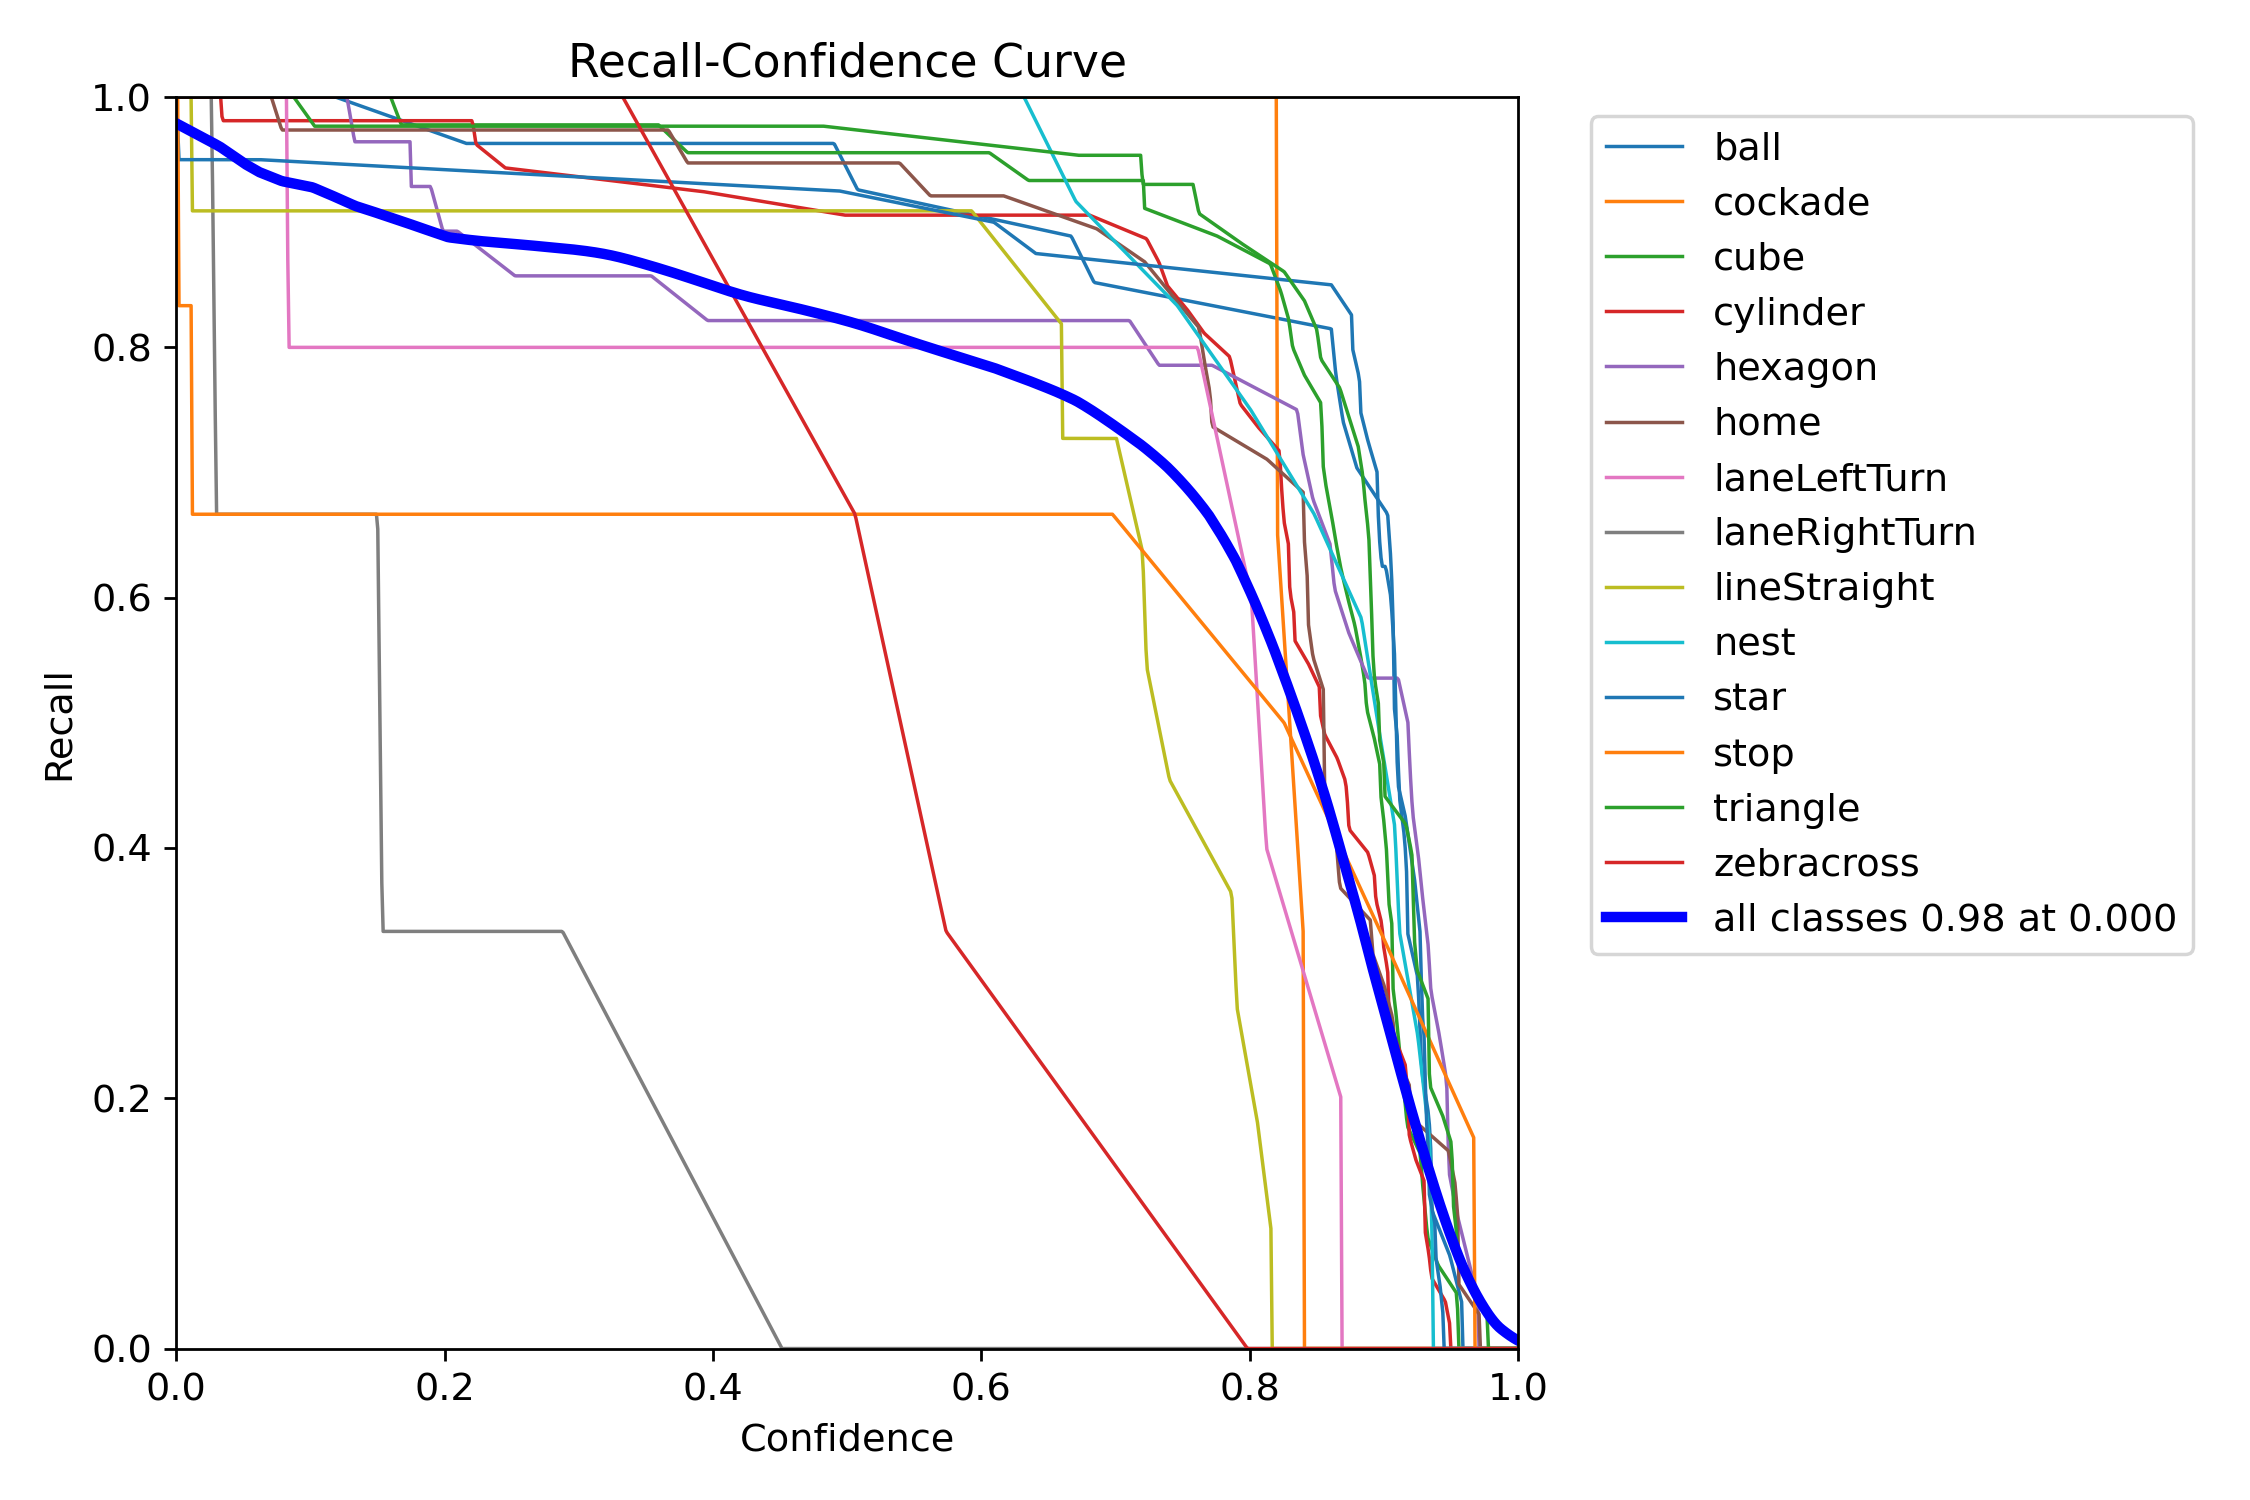 Recall-Confidence Curve
1.0
0.8
0.6
0.4
0.2
0.0
Recall
0.0 0.2 0.4 0.6 0.8 1.0
Confidence
ball
cockade
cube
cylinder
hexagon
home
laneLeftTurn
laneRightTurn
lineStraight
nest
star
stop
triangle
zebracross
all classes 0.98 at 0.000